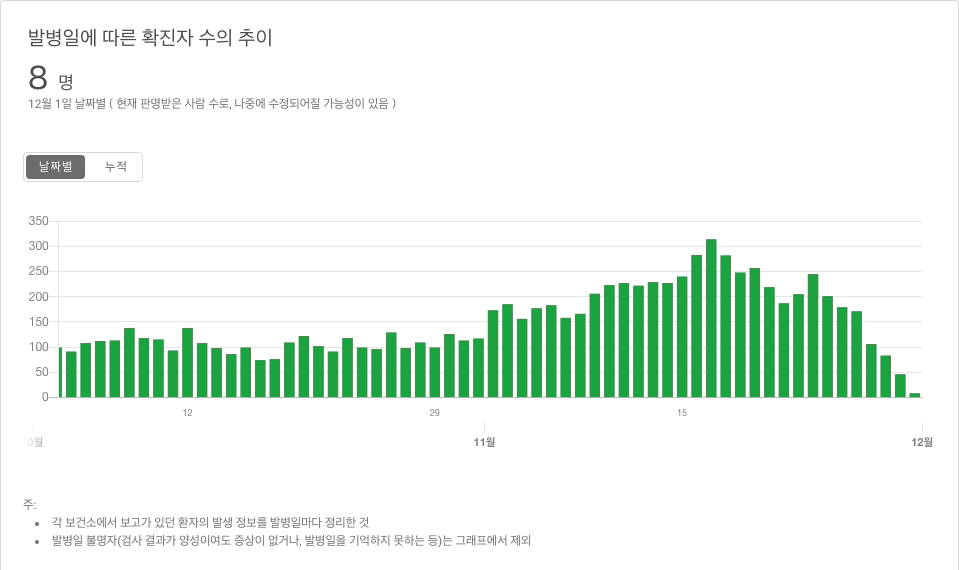 발병일에 따른 확진자 수의 추이
8 명
12월 1일 날짜별 ( 현재 판명받은 사람 수로, 나중에 수정되어질 가능성이 있음 )
날짜별 누적
350
300
250
200
150
100
50
0
12 29 15
0월 11월 12월
주:
• 각 보건소에서 보고가 있던 환자의 발생 정보를 발병일마다 정리한 것
• 발병일 불명자(검사 결과가 양성이여도 증상이 없거나, 발병일을 기억하지 못하는 등)는 그래프에서 제외